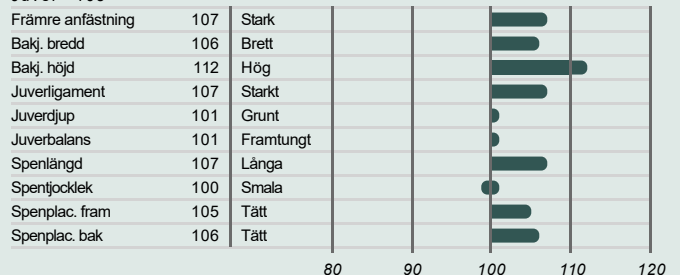 Främre anfästning 107 Stark
Bakj. bredd 106 Brett
Bakj. höjd 112 Hög
Juverligament 107 Starkt
Juverdjup 101 Grunt
Juverbalans 101 Framtungt
Spenlängd 107 Långa
Spentjocklek 100 Smala
Spenplac. fram 105 Tätt
Spenplac. bak 106 Tätt
80 90 100 110 120